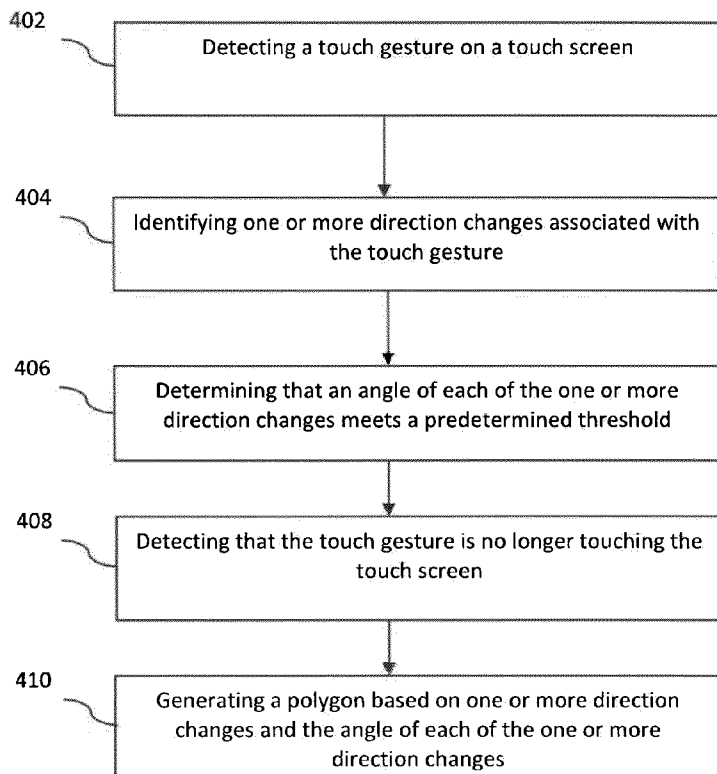 402
Detecting a touch gesture on a touch screen
404
Identifying one or more direction changes associated with
the touch gesture
406
Determining that an angle of each of the one or more
direction changes meets a predetermined threshold
408
Detecting that the touch gesture is no longer touching the
touch screen
410
Generating a polygon based on one or more direction
changes and the angle of each of the one or more
direction changes